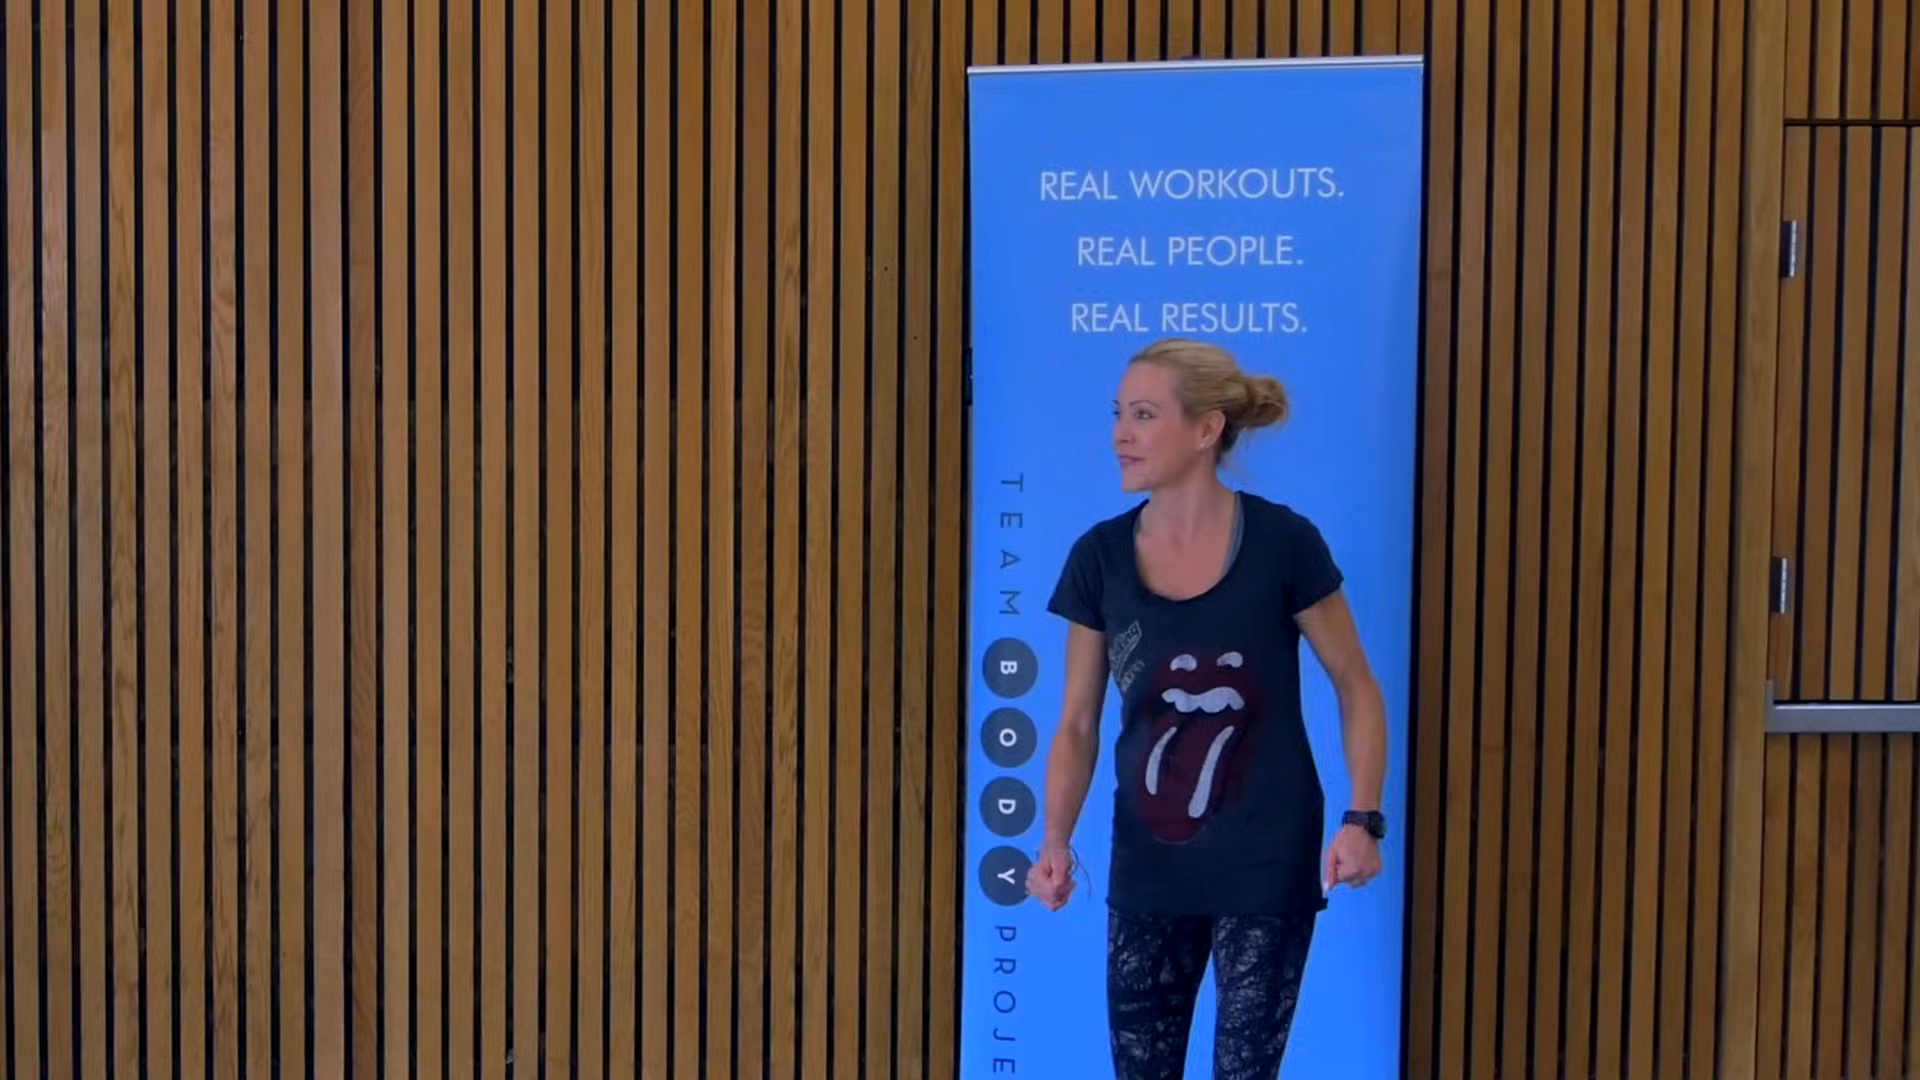 REAL WORKOUTS.
REAL PEOPLE.
REAL RESULTS.
TEAM BODY PROJE